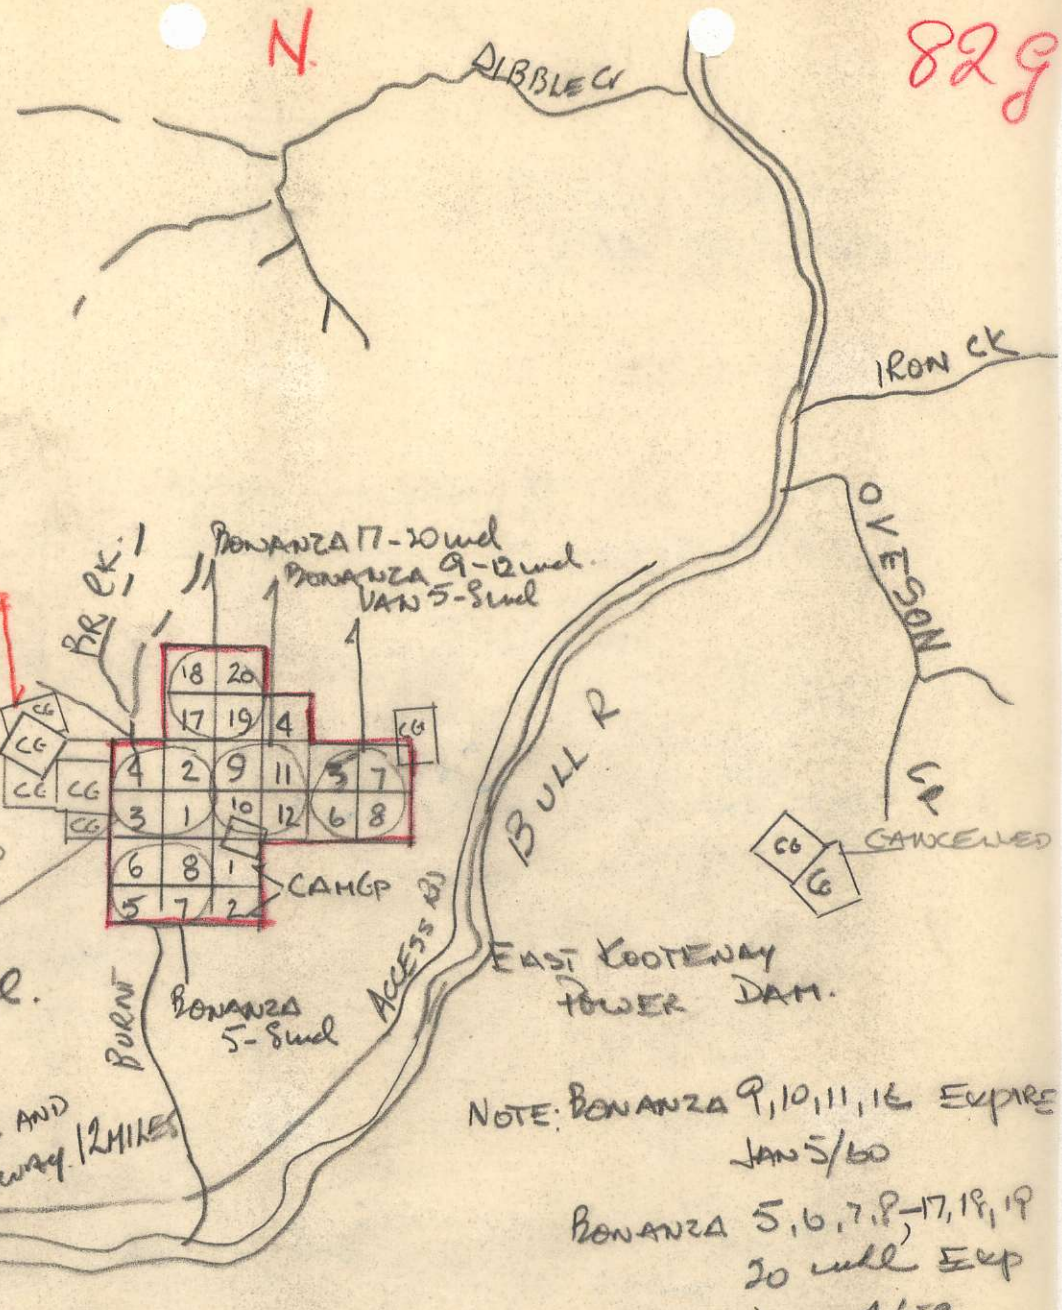 N.
82g
DIBBLE Cr
IRON CK
OVESON
BONANZA 17-20 incl
BONANZA 9-12 incl.
VAN 5-8 incl
BR CK.
18 20
17 19 4
CG
CG
CG
4 2 9 11 5 7
CG CG
3 1 10 12 6 8
CG
6 8 1
5 7 2
CAMGP
BULL R
CG
CG
CANCELLED
ACCESS RD
EAST KOOTENAY
POWER DAM.
BURNT
BONANZA
5-8 incl
AND
12 MILES
NOTE: BONANZA 9,10,11,12 EXPIRE
JAN 5/60
BONANZA 5,6,7,8,-17,18,19
20 incl EXP